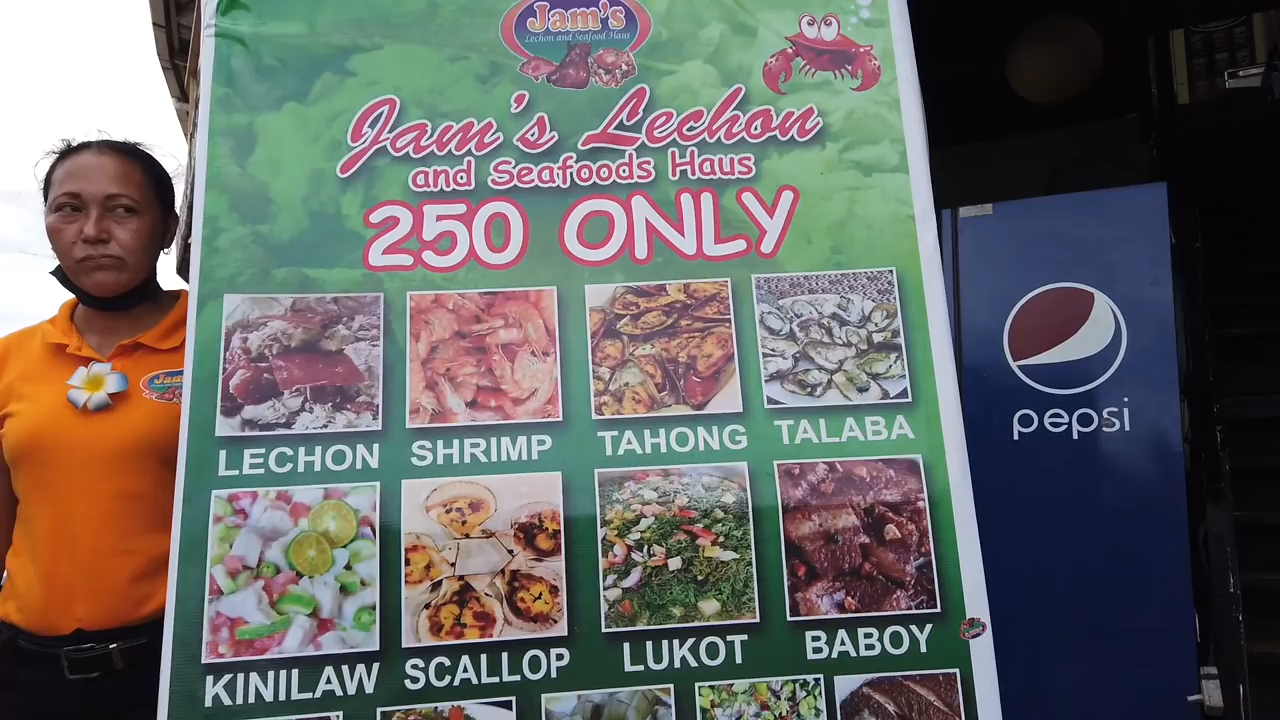 Jam's
Lechon and Seafood Haus
Jam's Lechon
and Seafoods Haus
250 ONLY
LECHON SHRIMP TAHONG TALABA
KINILAW SCALLOP LUKOT BABOY
Jam's
pepsi